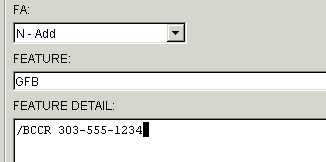 FA:
N - Add
FEATURE:
GFB
FEATURE DETAIL:
/BCCR 303-555-1234